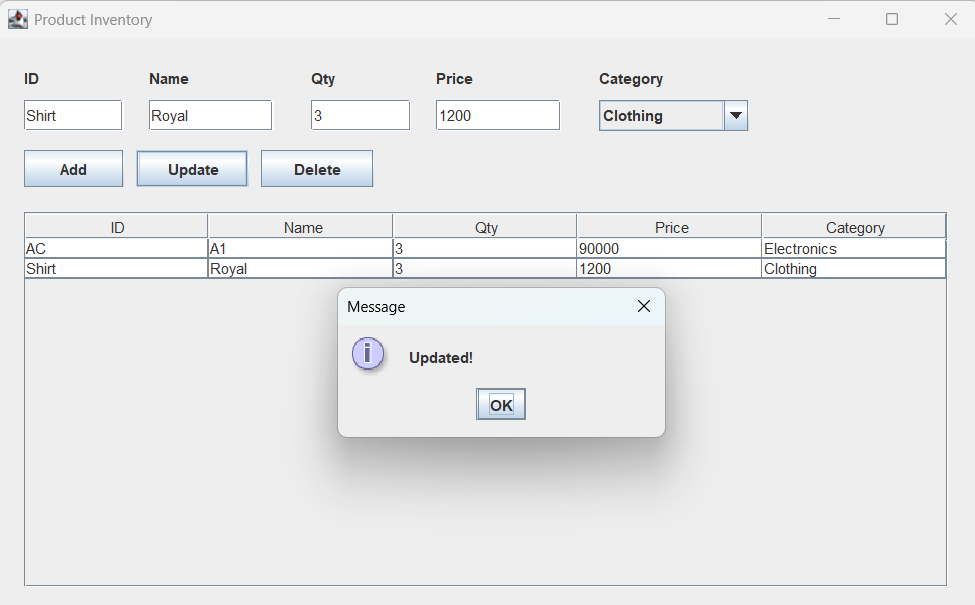 Product Inventory
ID Name Qty Price Category
Shirt Royal 3 1200 Clothing
Add Update Delete
ID Name Qty Price Category
AC A1 3 90000 Electronics
Shirt Royal 3 1200 Clothing
Message
i
Updated!
OK